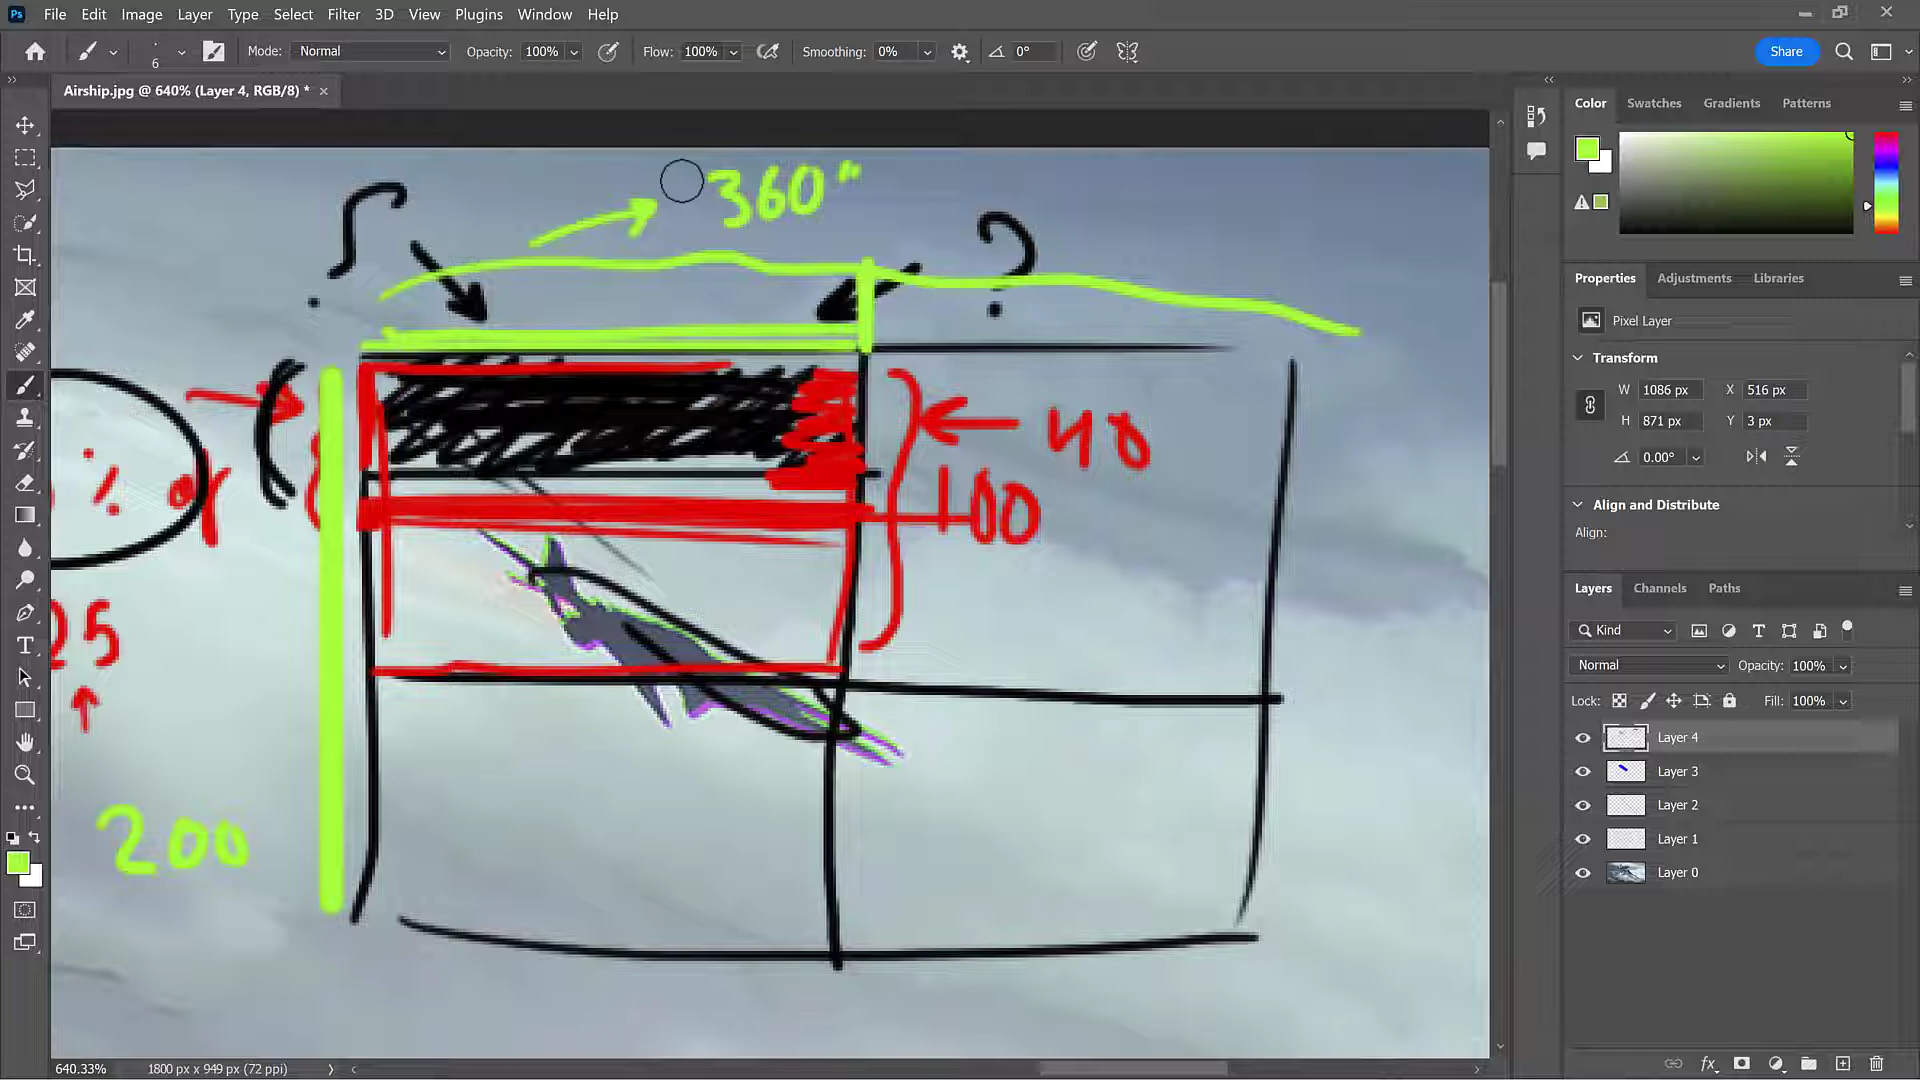 Ps File Edit Image Layer Type Select Filter 3D View Plugins Window Help
6 Mode: Normal Opacity: 100% Flow: 100% Smoothing: 0% 0° Share
Airship.jpg @ 640% (Layer 4, RGB/8) * ×
Color Swatches Gradients Patterns
360°
?
40
100
% of
25
200
Properties Adjustments Libraries
Pixel Layer
Transform
W 1086 px X 516 px
H 871 px Y 3 px
0.00°
Align and Distribute
Align:
Layers Channels Paths
Kind
Normal Opacity: 100%
Lock: Fill: 100%
Layer 4
Layer 3
Layer 2
Layer 1
Layer 0
fx
640.33% 1800 px x 949 px (72 ppi)